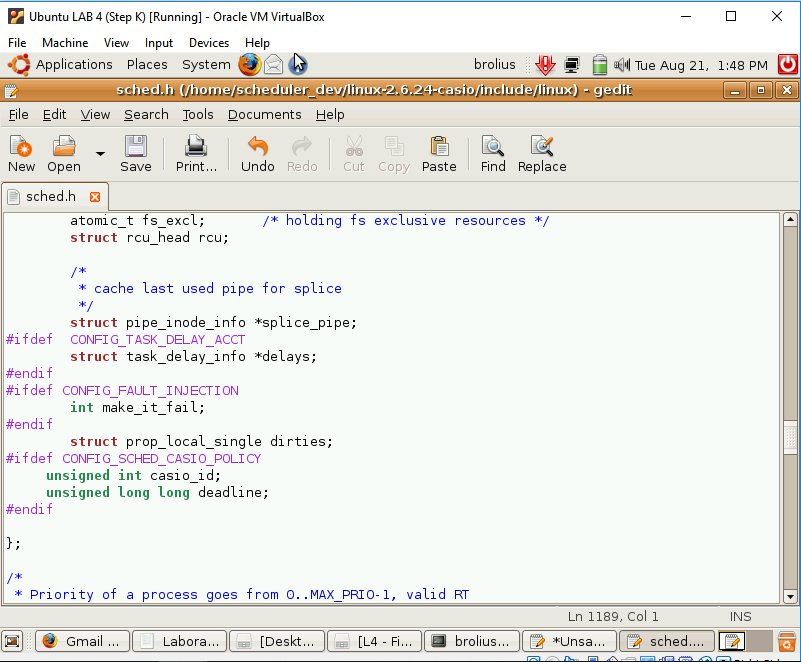 Ubuntu LAB 4 (Step K) [Running] - Oracle VM VirtualBox
File Machine View Input Devices Help
Applications Places System brolius Tue Aug 21, 1:48 PM
sched.h (/home/scheduler_dev/linux-2.6.24-casio/include/linux) - gedit
File Edit View Search Tools Documents Help
New Open Save Print... Undo Redo Cut Copy Paste Find Replace
sched.h
atomic_t fs_excl; /* holding fs exclusive resources */
struct rcu_head rcu;
/*
* cache last used pipe for splice
*/
struct pipe_inode_info *splice_pipe;
#ifdef CONFIG_TASK_DELAY_ACCT
struct task_delay_info *delays;
#endif
#ifdef CONFIG_FAULT_INJECTION
int make_it_fail;
#endif
struct prop_local_single dirties;
#ifdef CONFIG_SCHED_CASIO_POLICY
unsigned int casio_id;
unsigned long long deadline;
#endif
};
/*
* Priority of a process goes from 0..MAX_PRIO-1, valid RT
Ln 1189, Col 1 INS
Gmail ... Labora... [Deskt... [L4 - Fi... brolius... *Unsa... sched....